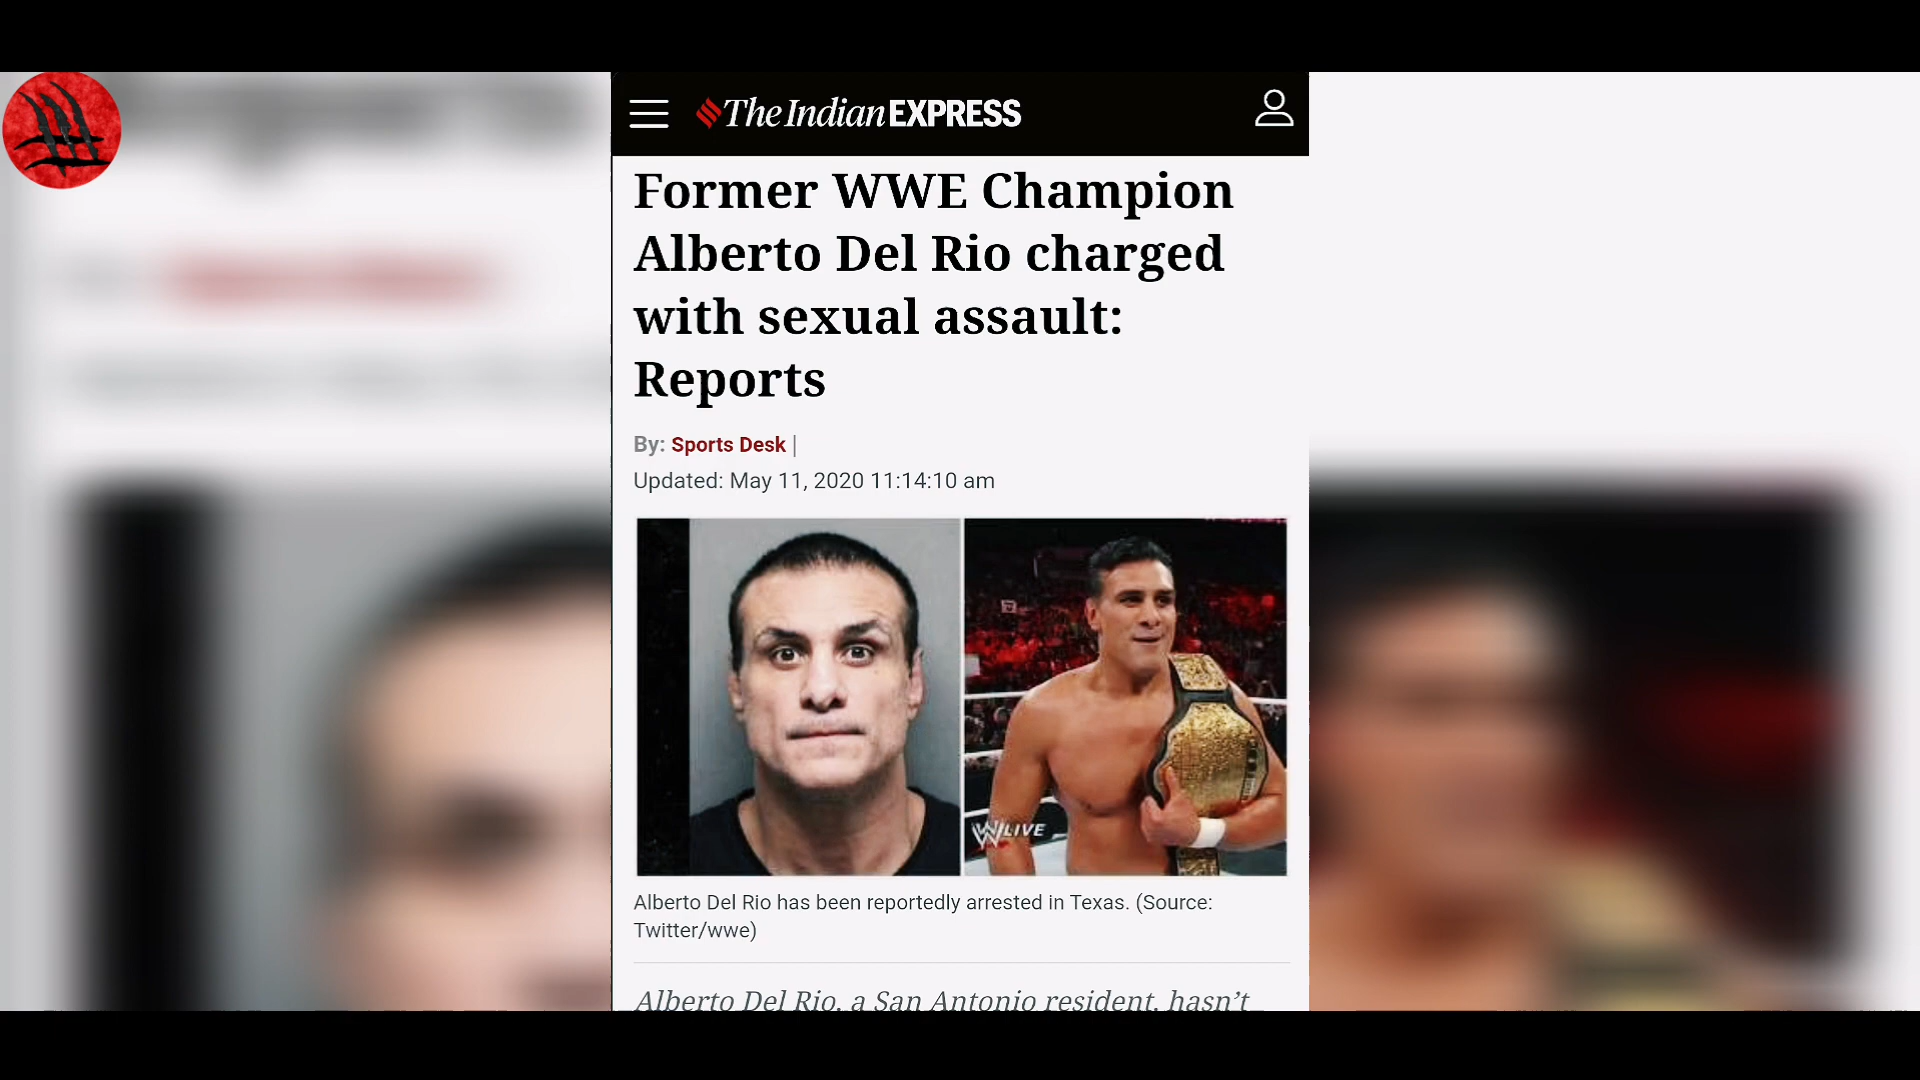 The Indian EXPRESS
Former WWE Champion
Alberto Del Rio charged
with sexual assault:
Reports
By: Sports Desk |
Updated: May 11, 2020 11:14:10 am
W LIVE
Alberto Del Rio has been reportedly arrested in Texas. (Source:
Twitter/wwe)
Alberto Del Rio, a San Antonio resident, hasn’t